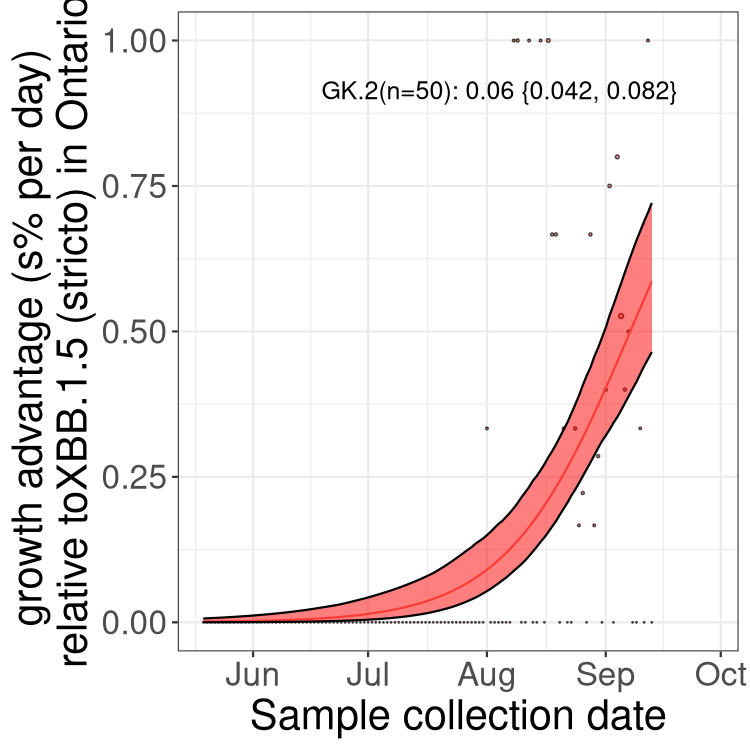 growth advantage (s% per day)
relative toXBB.1.5 (stricto) in Ontario
1.00
0.75
0.50
0.25
0.00
GK.2(n=50): 0.06 {0.042, 0.082}
Jun Jul Aug Sep Oct
Sample collection date